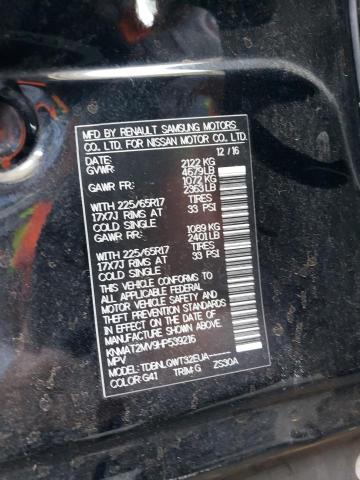 MFD BY RENAULT SAMSUNG MOTORS
CO. LTD. FOR NISSAN MOTOR CO. LTD.
DATE: 12 / 16
GVWR: 2122 KG
4679LB
GAWR FR: 1072 KG
2363 LB
WITH 225/65R17 TIRES
17X7J RIMS AT 33 PSI
COLD SINGLE
GAWR RR: 1089 KG
2401 LB
WITH 225/65R17 TIRES
17X7J RIMS AT 33 PSI
COLD SINGLE
THIS VEHICLE CONFORMS TO
ALL APPLICABLE U.S. FEDERAL
MOTOR VEHICLE SAFETY AND
THEFT PREVENTION STANDARDS
IN EFFECT ON THE DATE OF
MANUFACTURE SHOWN ABOVE.
KNMAT2MV9HP539216
MPV
MODEL: TDBNLGWT32EUA
COLOR: G41 TRIM: G ZS30A